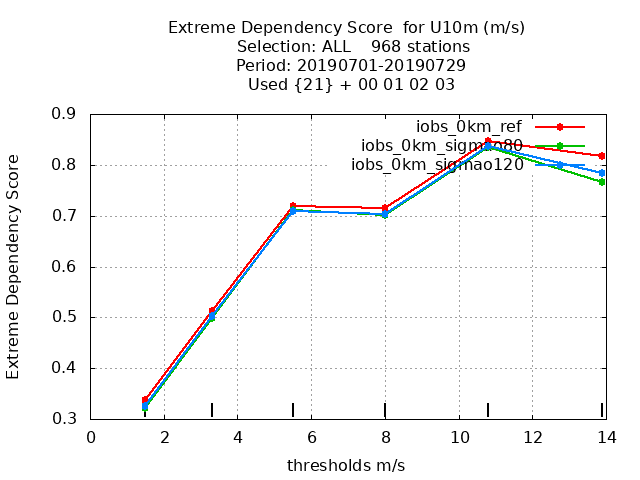 Extreme Dependency Score  for U10m (m/s)
Selection: ALL    968 stations
Period: 20190701-20190729
Used {21} + 00 01 02 03
iobs_0km_ref
iobs_0km_sigmao80
iobs_0km_sigmao120
0.9
0.8
0.7
0.6
0.5
0.4
0.3
Extreme Dependency Score
0 2 4 6 8 10 12 14
thresholds m/s